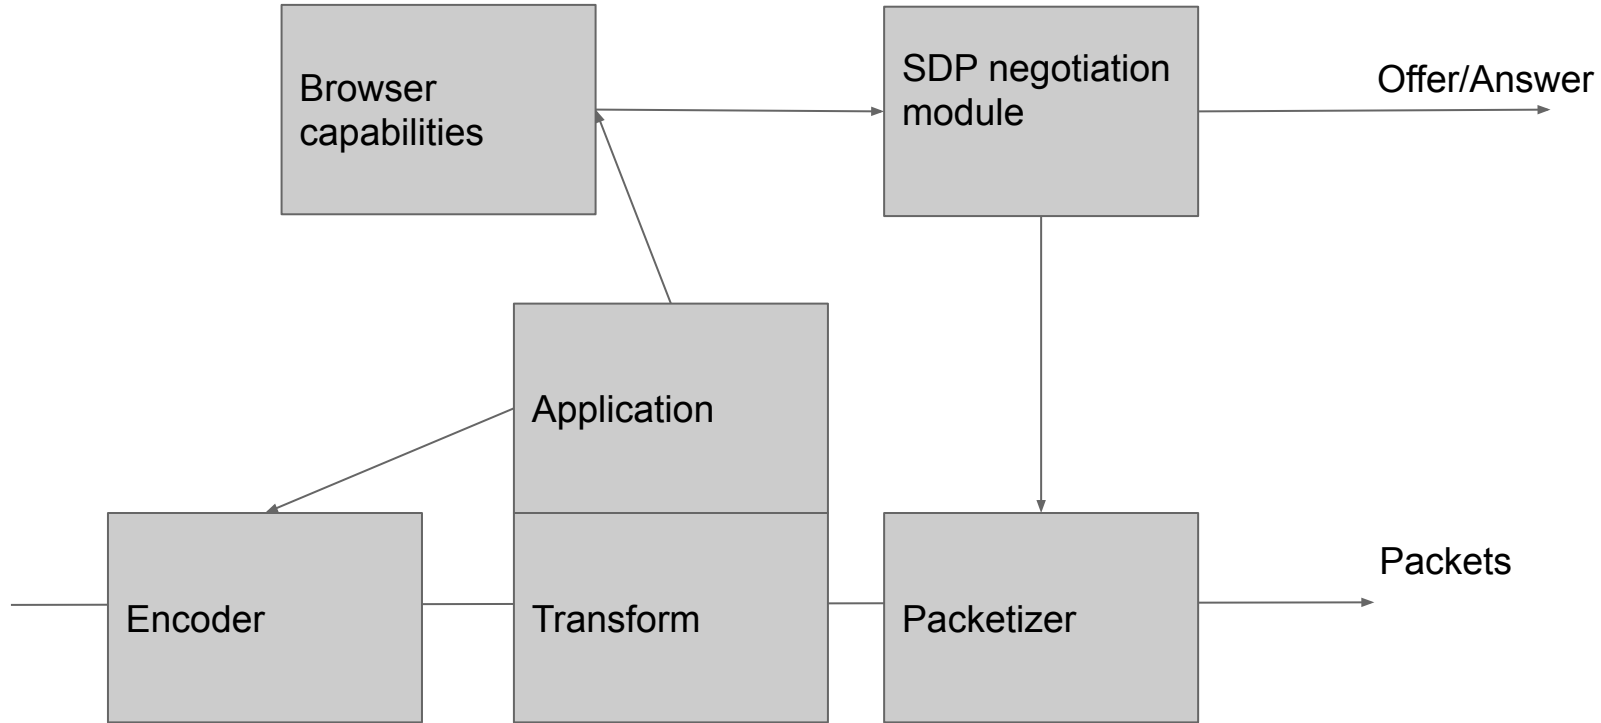 Browser
capabilities
SDP negotiation
module
Offer/Answer
Application
Encoder
Transform
Packetizer
Packets